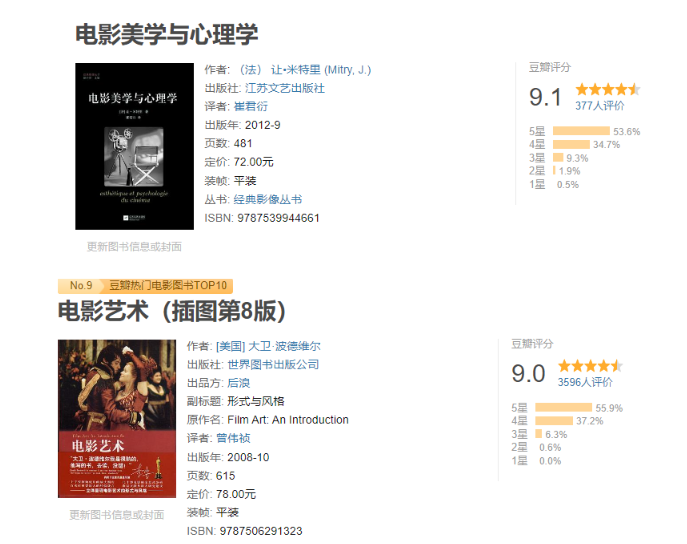 电影美学与心理学
作者: （法） 让•米特里 (Mitry, J.)
出版社: 江苏文艺出版社
译者: 崔君衍
出版年: 2012-9
页数: 481
定价: 72.00元
装帧: 平装
丛书: 经典影像丛书
ISBN: 9787539944661
电影美学与心理学
esthétique et psychologie
du cinéma
更新图书信息或封面
豆瓣评分
9.1
377人评价
5星 53.6%
4星 34.7%
3星 9.3%
2星 1.9%
1星 0.5%
No.9 豆瓣热门电影图书TOP10
电影艺术（插图第8版）
作者: [美国] 大卫·波德维尔
出版社: 世界图书出版公司
出品方: 后浪
副标题: 形式与风格
原作名: Film Art: An Introduction
译者: 曾伟祯
出版年: 2008-10
页数: 615
定价: 78.00元
装帧: 平装
ISBN: 9787506291323
电影艺术
更新图书信息或封面
豆瓣评分
9.0
3596人评价
5星 55.9%
4星 37.2%
3星 6.3%
2星 0.6%
1星 0.0%